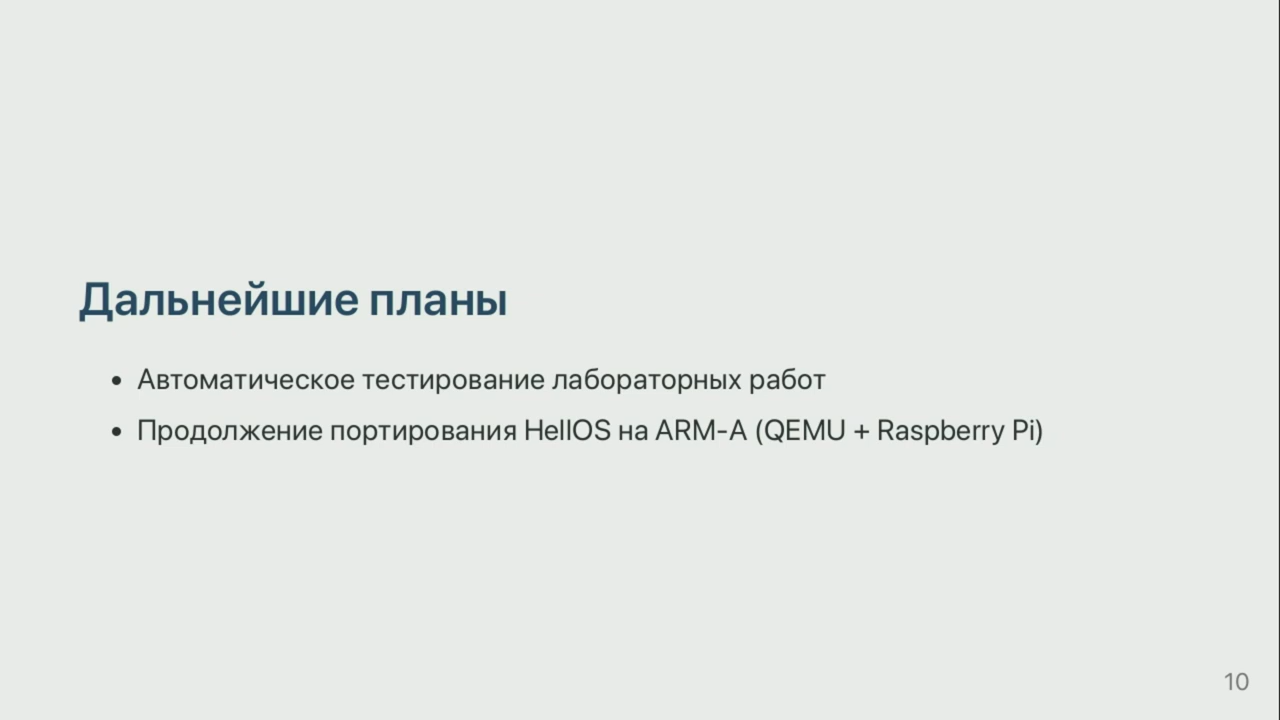 Дальнейшие планы
Автоматическое тестирование лабораторных работ
Продолжение портирования HellOS на ARM-A (QEMU + Raspberry Pi)
10